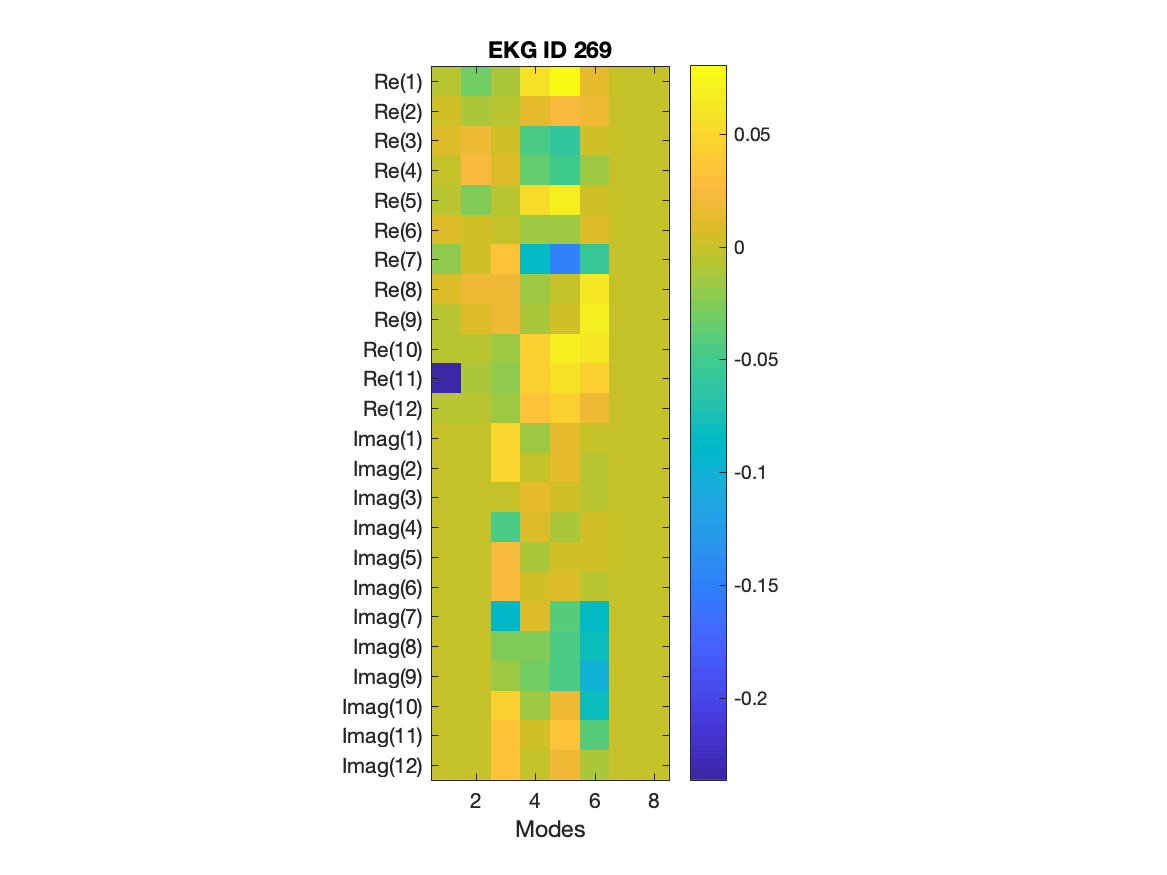 EKG ID 269
Re(1)
Re(2)
Re(3)
Re(4)
Re(5)
Re(6)
Re(7)
Re(8)
Re(9)
Re(10)
Re(11)
Re(12)
Imag(1)
Imag(2)
Imag(3)
Imag(4)
Imag(5)
Imag(6)
Imag(7)
Imag(8)
Imag(9)
Imag(10)
Imag(11)
Imag(12)
2 4 6 8
Modes
0.05
0
-0.05
-0.1
-0.15
-0.2